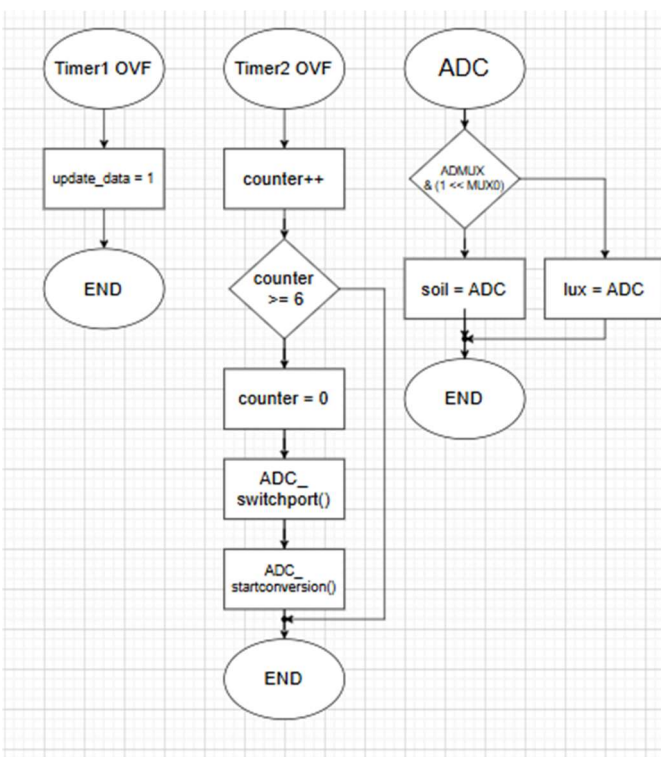 Timer1 OVF
update_data = 1
END
Timer2 OVF
counter++
counter
>= 6
counter = 0
ADC_
switchport()
ADC_
startconversion()
END
ADC
ADMUX
& (1 << MUX0)
soil = ADC
lux = ADC
END